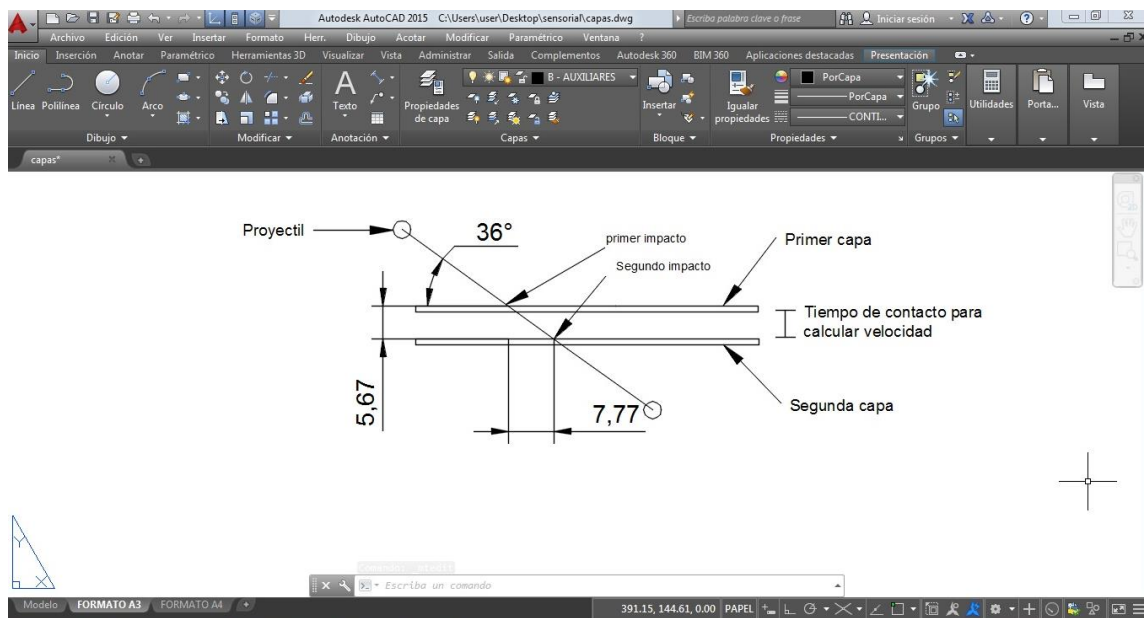 Autodesk AutoCAD 2015 C:\Users\user\Desktop\sensorial\capas.dwg
Escriba palabra clave o frase
Iniciar sesión
Archivo Edición Ver Insertar Formato Herr. Dibujo Acotar Modificar Paramétrico Ventana ?
Inicio Inserción Anotar Paramétrico Herramientas 3D Visualizar Vista Administrar Salida Complementos Autodesk 360 BIM 360 Aplicaciones destacadas Presentación
Línea Polilínea Círculo Arco
Texto
Propiedades de capa
B - AUXILIARES
Insertar
Igualar propiedades
PorCapa
PorCapa
CONTI...
Grupo
Utilidades Porta... Vista
Dibujo Modificar Anotación Capas Bloque Propiedades Grupos
capas*
Proyectil
36°
primer impacto
Segundo impacto
Primer capa
Tiempo de contacto para
calcular velocidad
5,67
7,77
Segunda capa
Y
X
Escriba un comando
Modelo FORMATO A3 FORMATO A4
391.15, 144.61, 0.00 PAPEL